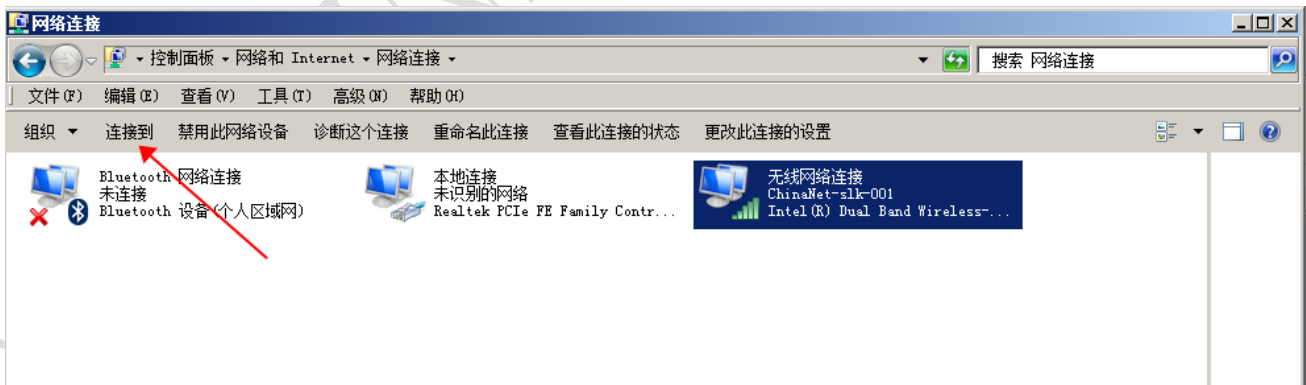 网络连接
控制面板 网络和 Internet 网络连接
搜索 网络连接
文件(F) 编辑(E) 查看(V) 工具(T) 高级(N) 帮助(H)
组织 连接到 禁用此网络设备 诊断这个连接 重命名此连接 查看此连接的状态 更改此连接的设置
Bluetooth 网络连接
未连接
Bluetooth 设备(个人区域网)
本地连接
未识别的网络
Realtek PCIe FE Family Contr...
无线网络连接
ChinaNet-slk-001
Intel(R) Dual Band Wireless-...